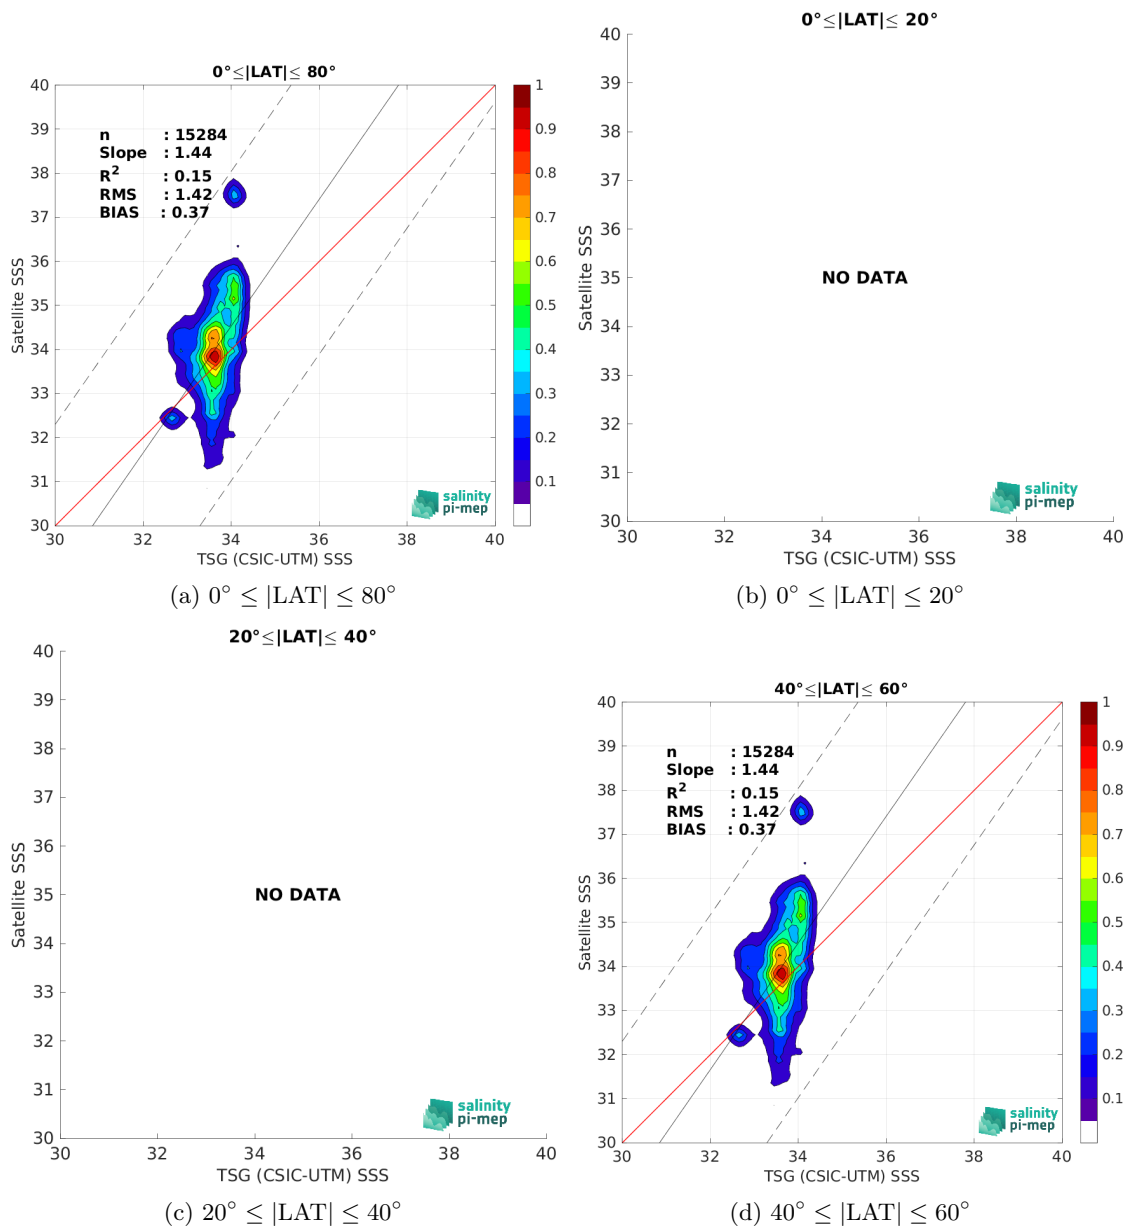 0°≤|LAT|≤ 80°
40
39
38
37
36
35
34
33
32
31
30
30
32
34
36
38
40
Satellite SSS
TSG (CSIC-UTM) SSS
n : 15284
Slope : 1.44
R² : 0.15
RMS : 1.42
BIAS : 0.37
1
0.9
0.8
0.7
0.6
0.5
0.4
0.3
0.2
0.1
salinity
pi-mep
(a) 0° ≤ |LAT| ≤ 80°
0°≤|LAT|≤ 20°
40
39
38
37
36
35
34
33
32
31
30
30
32
34
36
38
40
Satellite SSS
TSG (CSIC-UTM) SSS
NO DATA
salinity
pi-mep
(b) 0° ≤ |LAT| ≤ 20°
20°≤|LAT|≤ 40°
40
39
38
37
36
35
34
33
32
31
30
30
32
34
36
38
40
Satellite SSS
TSG (CSIC-UTM) SSS
NO DATA
salinity
pi-mep
(c) 20° ≤ |LAT| ≤ 40°
40°≤|LAT|≤ 60°
40
39
38
37
36
35
34
33
32
31
30
30
32
34
36
38
40
Satellite SSS
TSG (CSIC-UTM) SSS
n : 15284
Slope : 1.44
R² : 0.15
RMS : 1.42
BIAS : 0.37
1
0.9
0.8
0.7
0.6
0.5
0.4
0.3
0.2
0.1
salinity
pi-mep
(d) 40° ≤ |LAT| ≤ 60°